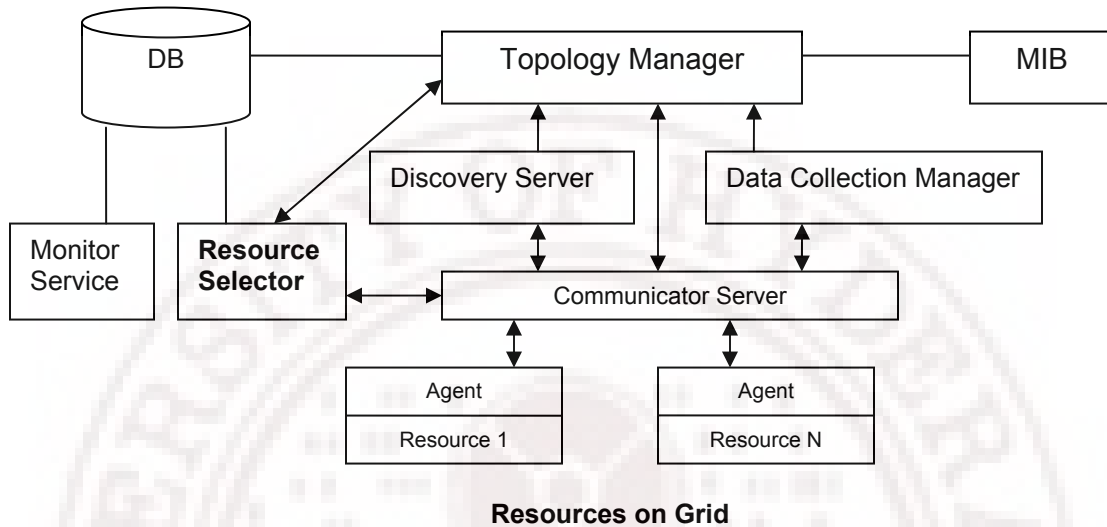 DB
Topology Manager
MIB
Discovery Server
Data Collection Manager
Monitor
Service
Resource
Selector
Communicator Server
Agent
Resource 1
Agent
Resource N
Resources on Grid